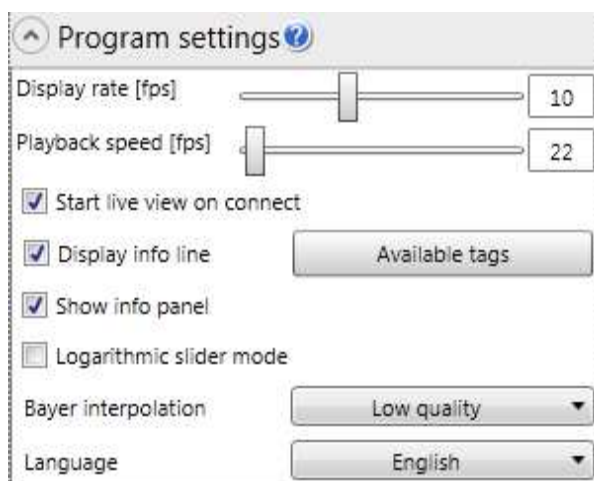 Program settings
Display rate [fps] 10
Playback speed [fps] 22
Start live view on connect
Display info line Available tags
Show info panel
Logarithmic slider mode
Bayer interpolation Low quality
Language English